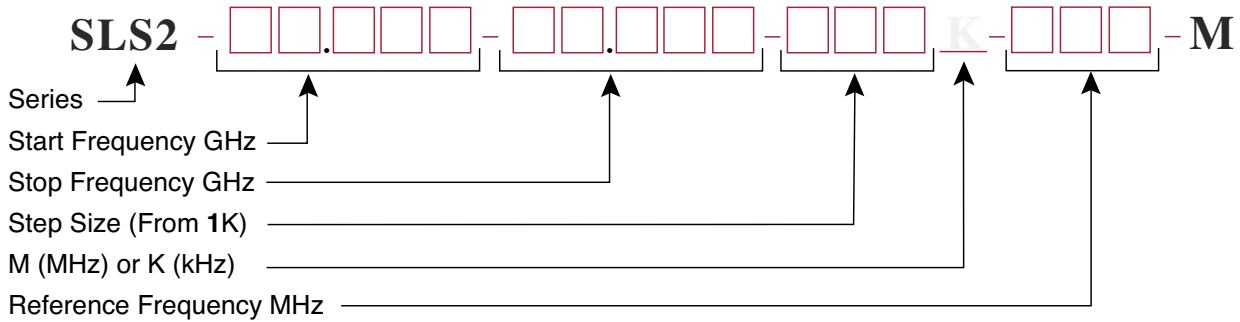 SLS2 - . - . - K - - M
Series
Start Frequency GHz
Stop Frequency GHz
Step Size (From 1K)
M (MHz) or K (kHz)
Reference Frequency MHz